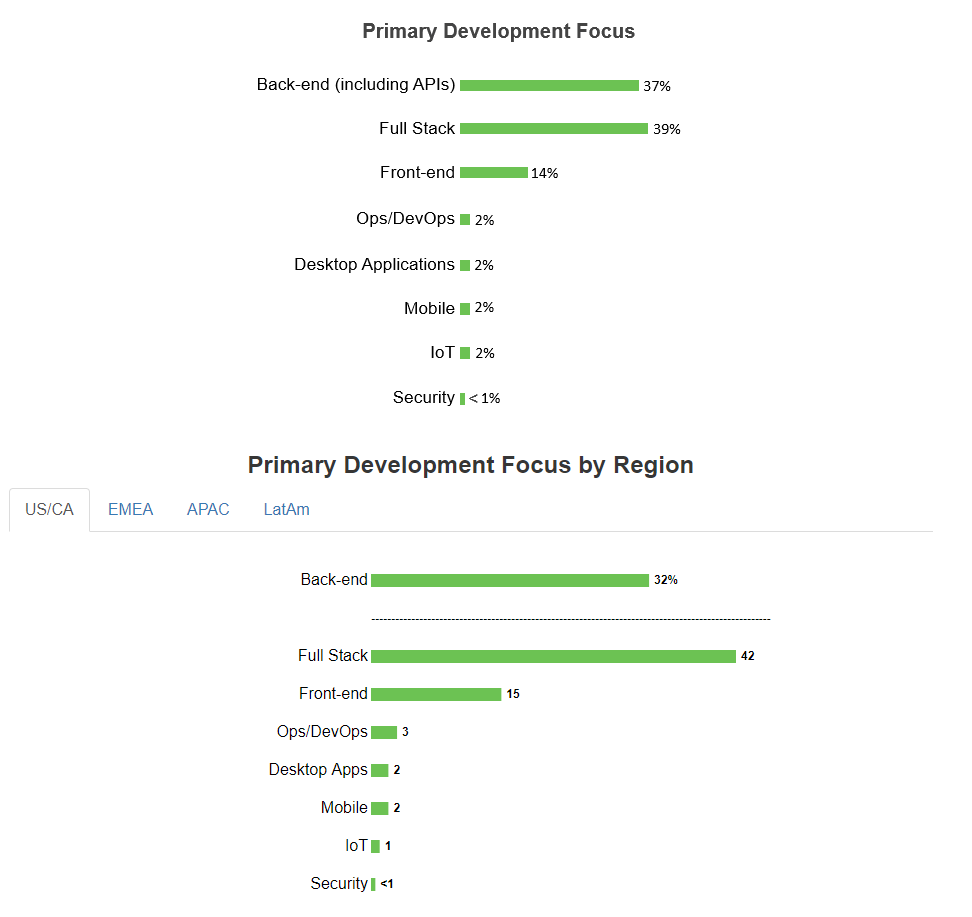 Primary Development Focus
Back-end (including APIs) 37%
Full Stack 39%
Front-end 14%
Ops/DevOps 2%
Desktop Applications 2%
Mobile 2%
IoT 2%
Security < 1%
Primary Development Focus by Region
US/CA EMEA APAC LatAm
Back-end 32%
Full Stack 42
Front-end 15
Ops/DevOps 3
Desktop Apps 2
Mobile 2
IoT 1
Security <1